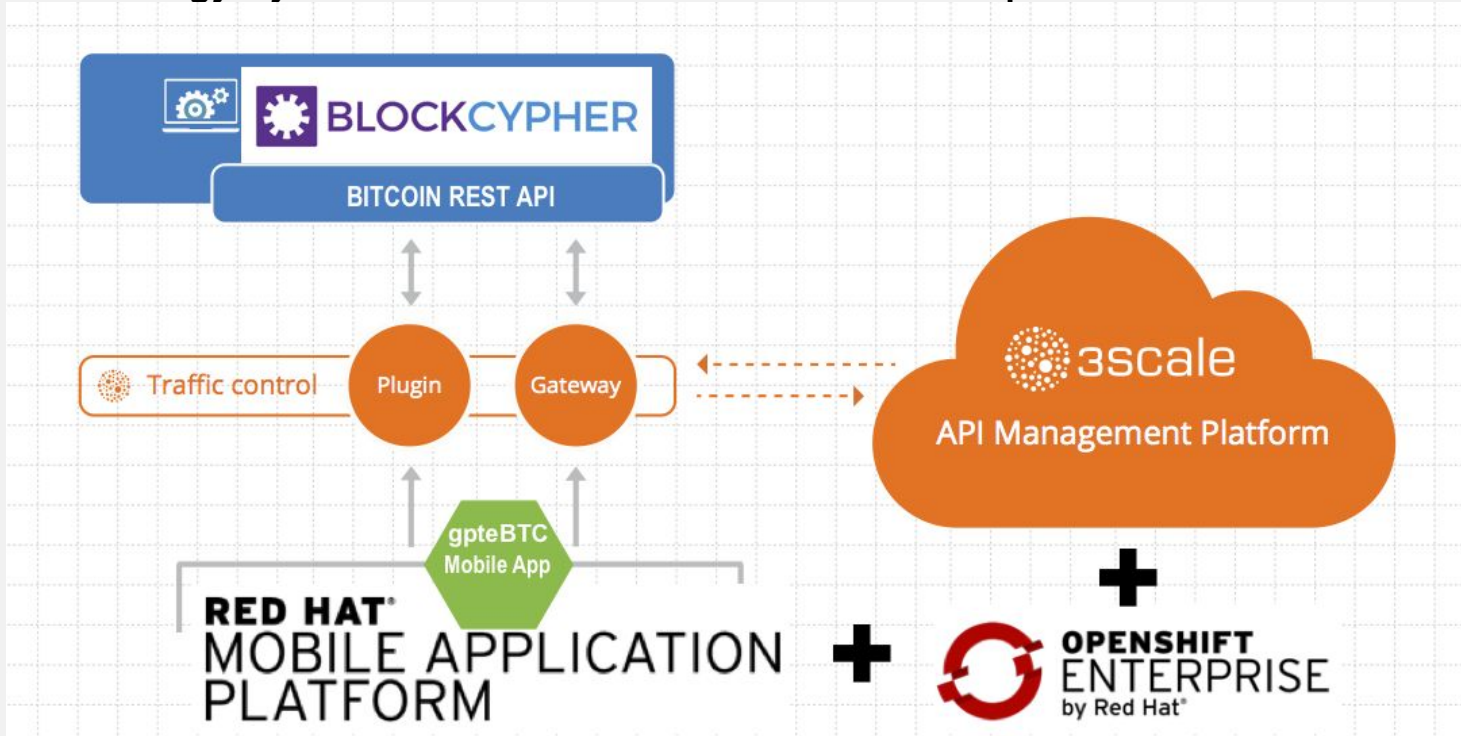 BLOCKCYPHER
BITCOIN REST API
Traffic control
Plugin
Gateway
3scale
API Management Platform
gpteBTC
Mobile App
RED HAT®
MOBILE APPLICATION
PLATFORM
OPENSHIFT
ENTERPRISE
by Red Hat®